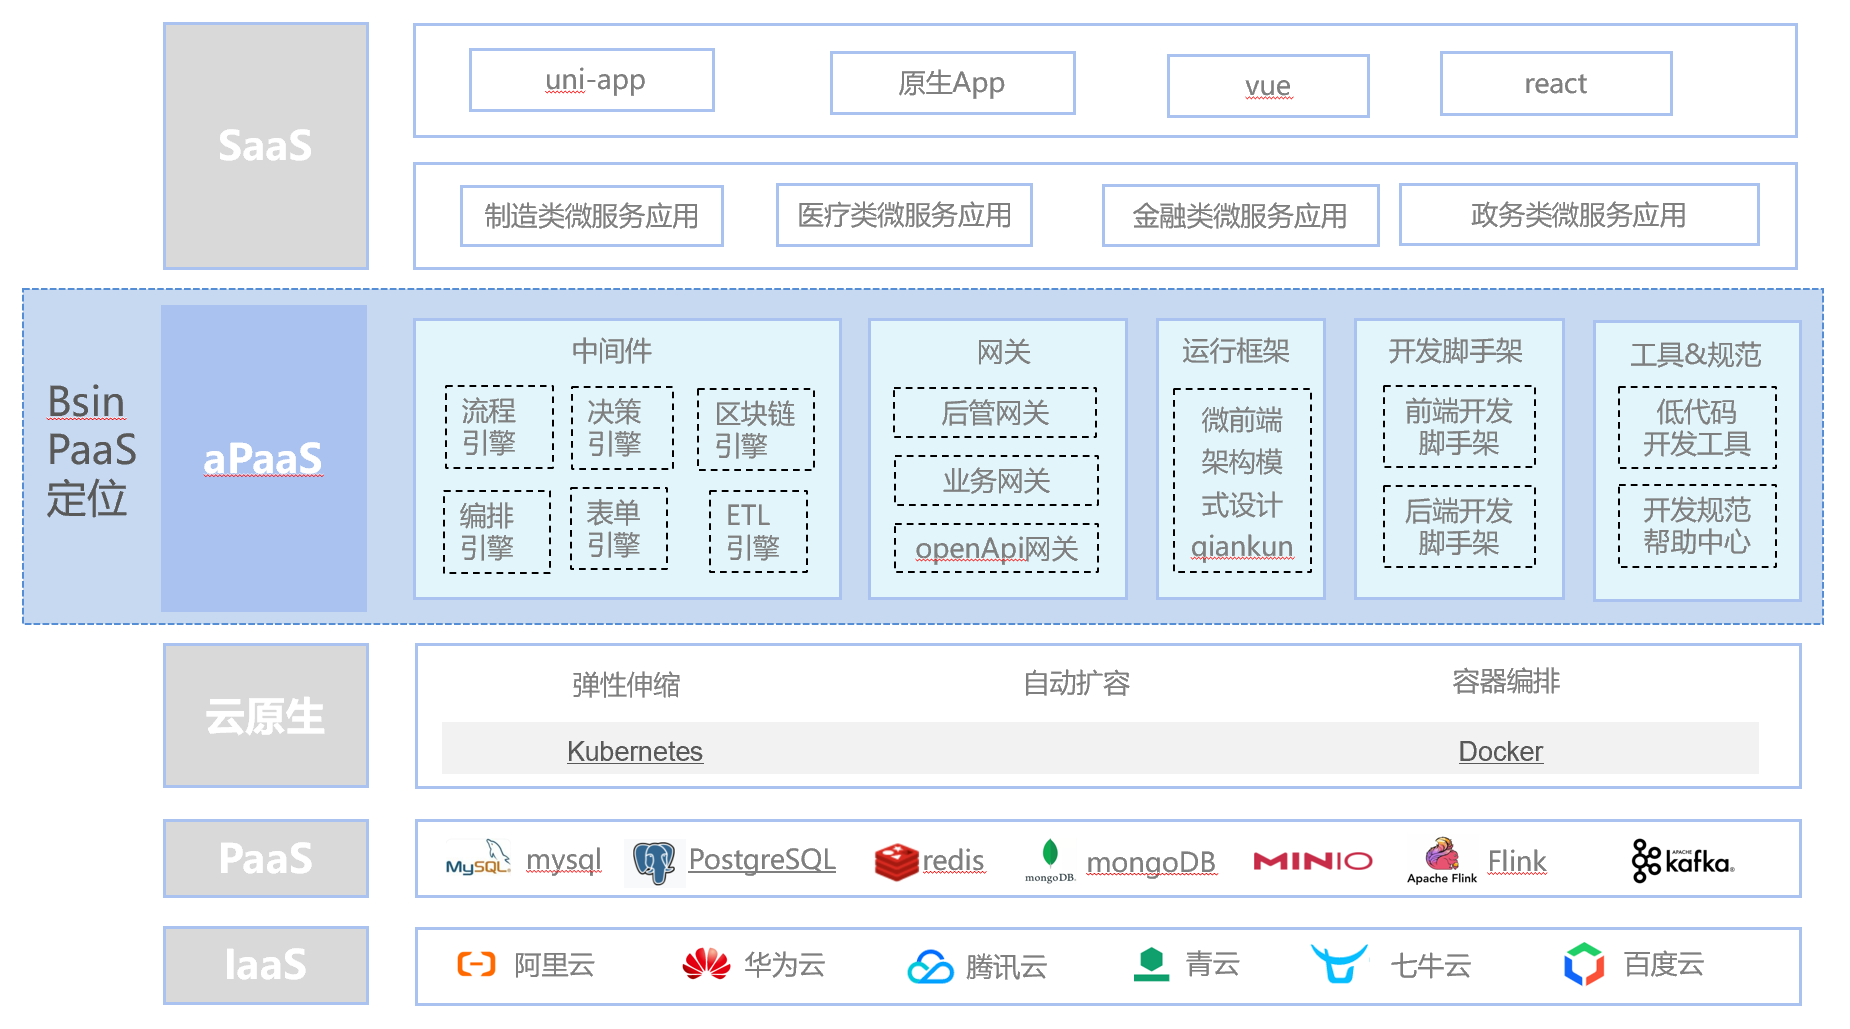 SaaS
uni-app
原生App
vue
react
制造类微服务应用
医疗类微服务应用
金融类微服务应用
政务类微服务应用
Bsin
PaaS
定位
aPaaS
中间件
流程
引擎
决策
引擎
区块链
引擎
编排
引擎
表单
引擎
ETL
引擎
网关
后管网关
业务网关
openApi网关
运行框架
微前端
架构模
式设计
qiankun
开发脚手架
前端开发
脚手架
后端开发
脚手架
工具&规范
低代码
开发工具
开发规范
帮助中心
云原生
弹性伸缩
自动扩容
容器编排
Kubernetes
Docker
PaaS
MySQL®
mysql
PostgreSQL
redis
mongoDB.
mongoDB
MINIO
Apache Flink
Flink
APACHE
kafka®
IaaS
阿里云
华为云
腾讯云
青云
七牛云
百度云